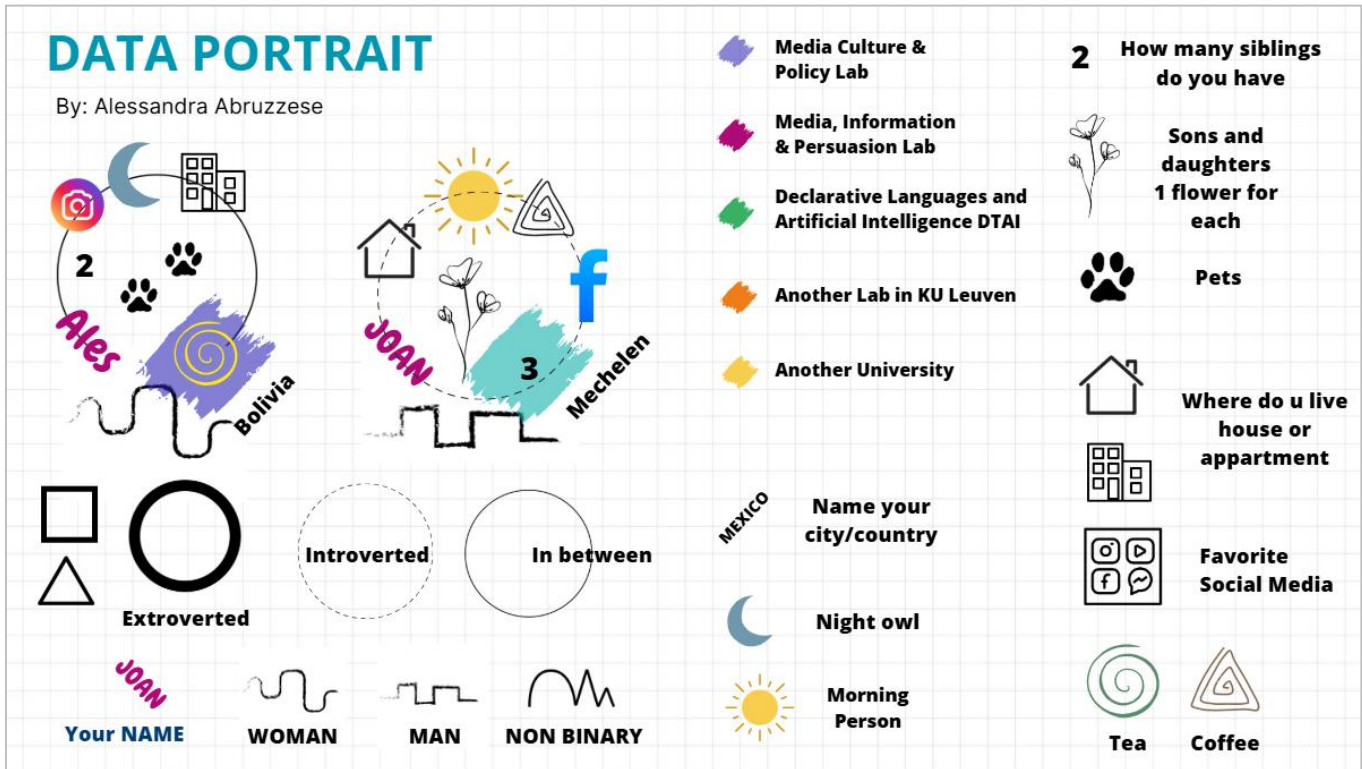 DATA PORTRAIT
By: Alessandra Abruzzese
2
Ales
Bolivia
JOAN
3
Mechelen
Extroverted
Introverted
In between
JOAN
Your NAME
WOMAN
MAN
NON BINARY
Media Culture &
Policy Lab
Media, Information
& Persuasion Lab
Declarative Languages and
Artificial Intelligence DTAI
Another Lab in KU Leuven
Another University
MEXICO
Name your
city/country
Night owl
Morning
Person
2
How many siblings
do you have
Sons and
daughters
1 flower for
each
Pets
Where do u live
house or
appartment
Favorite
Social Media
Tea
Coffee